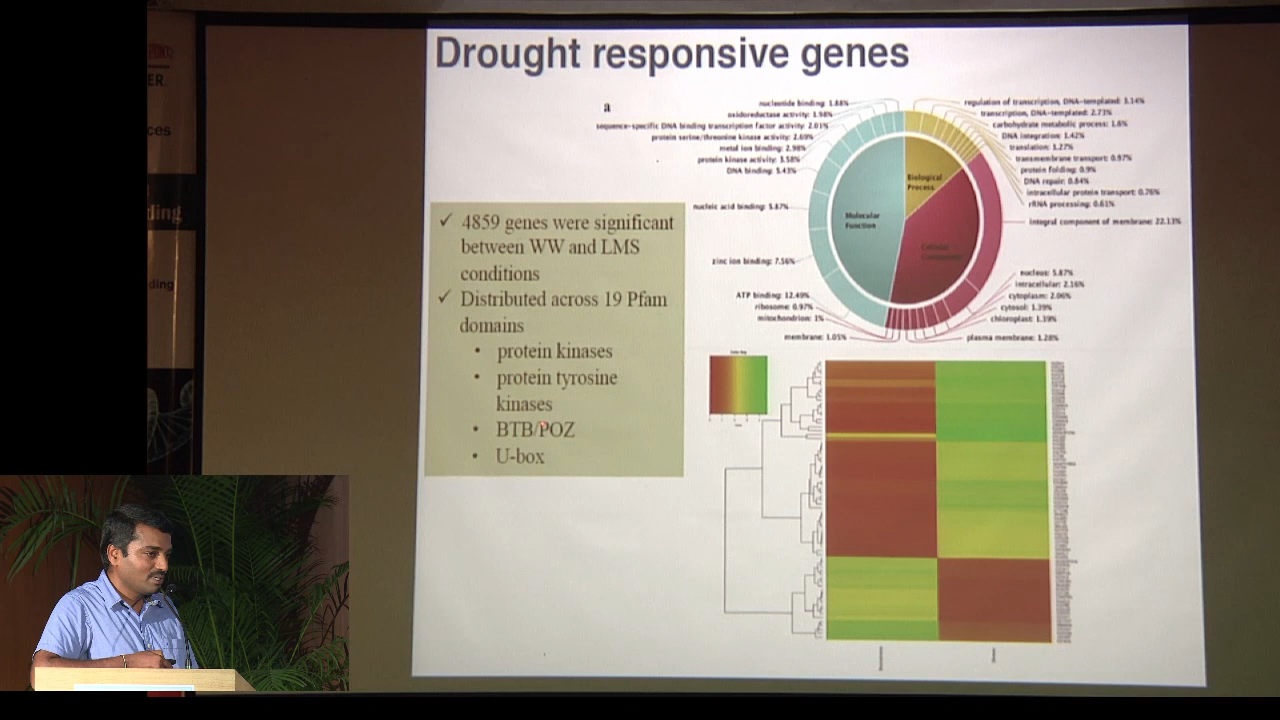 Drought responsive genes
a
nucleotide binding: 1.88%
oxidoreductase activity: 1.98%
sequence-specific DNA binding transcription factor activity: 2.01%
protein serine/threonine kinase activity: 2.69%
metal ion binding: 2.98%
protein kinase activity: 3.58%
DNA binding: 5.43%
nucleic acid binding: 5.87%
zinc ion binding: 7.56%
ATP binding: 12.49%
ribosome: 0.97%
mitochondrion: 1%
membrane: 1.05%
regulation of transcription, DNA-templated: 3.14%
transcription, DNA-templated: 2.73%
carbohydrate metabolic process: 1.6%
DNA integration: 1.42%
translation: 1.27%
transmembrane transport: 0.97%
protein folding: 0.9%
DNA repair: 0.84%
intracellular protein transport: 0.76%
rRNA processing: 0.61%
integral component of membrane: 22.13%
nucleus: 5.87%
intracellular: 2.16%
cytoplasm: 2.06%
cytosol: 1.39%
chloroplast: 1.39%
plasma membrane: 1.28%
Biological
Process
Molecular
Function
Cellular
Component
✓ 4859 genes were significant
between WW and LMS
conditions
✓ Distributed across 19 Pfam
domains
• protein kinases
• protein tyrosine
kinases
• BTB/POZ
• U-box
ER.
ces
ding
ding